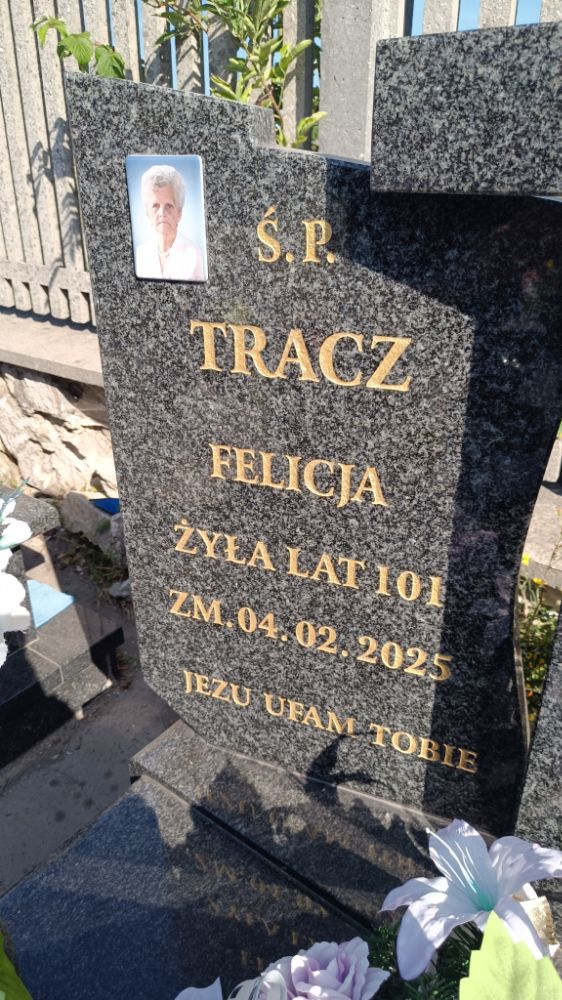 Ś.P.
TRACZ
FELICJA
ŻYŁA LAT 101
ZM.04.02.2025
JEZU UFAM TOBIE